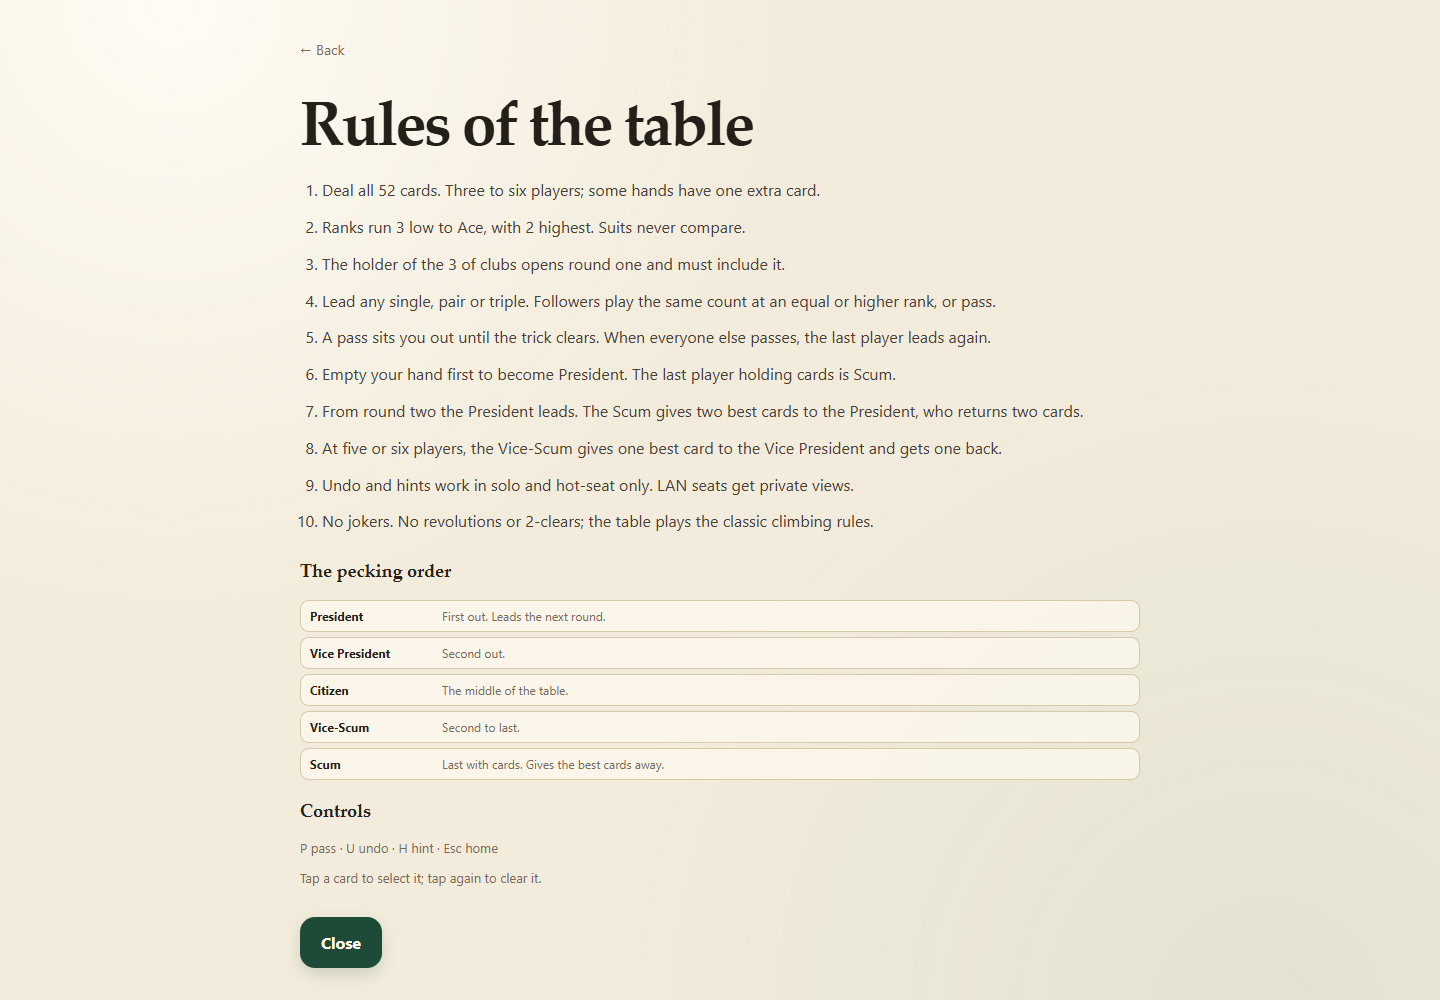 ← Back
Rules of the table
1. Deal all 52 cards. Three to six players; some hands have one extra card.
2. Ranks run 3 low to Ace, with 2 highest. Suits never compare.
3. The holder of the 3 of clubs opens round one and must include it.
4. Lead any single, pair or triple. Followers play the same count at an equal or higher rank, or pass.
5. A pass sits you out until the trick clears. When everyone else passes, the last player leads again.
6. Empty your hand first to become President. The last player holding cards is Scum.
7. From round two the President leads. The Scum gives two best cards to the President, who returns two cards.
8. At five or six players, the Vice-Scum gives one best card to the Vice President and gets one back.
9. Undo and hints work in solo and hot-seat only. LAN seats get private views.
10. No jokers. No revolutions or 2-clears; the table plays the classic climbing rules.
The pecking order
President First out. Leads the next round.
Vice President Second out.
Citizen The middle of the table.
Vice-Scum Second to last.
Scum Last with cards. Gives the best cards away.
Controls
P pass · U undo · H hint · Esc home
Tap a card to select it; tap again to clear it.
Close